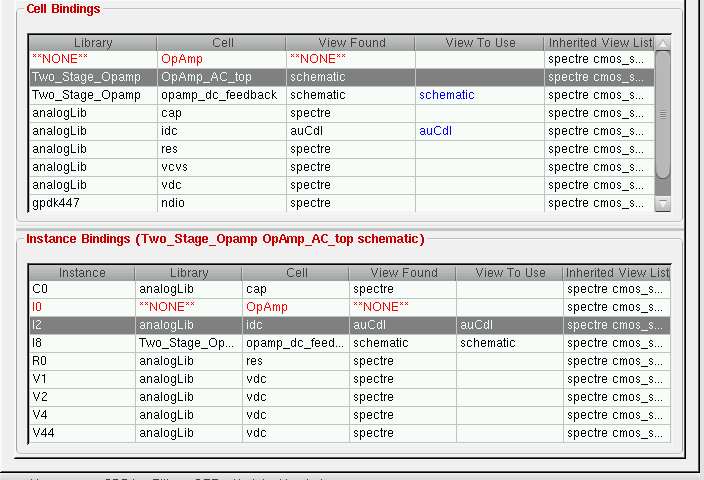 Cell Bindings
Library Cell View Found View To Use Inherited View List
**NONE** OpAmp **NONE** spectre cmos_s...
Two_Stage_Opamp OpAmp_AC_top schematic spectre cmos_s...
Two_Stage_Opamp opamp_dc_feedback schematic schematic spectre cmos_s...
analogLib cap spectre spectre cmos_s...
analogLib idc auCdl auCdl spectre cmos_s...
analogLib res spectre spectre cmos_s...
analogLib vcvs spectre spectre cmos_s...
analogLib vdc spectre spectre cmos_s...
gpdk447 ndio spectre spectre cmos_s...
Instance Bindings (Two_Stage_Opamp OpAmp_AC_top schematic)
Instance Library Cell View Found View To Use Inherited View List
C0 analogLib cap spectre spectre cmos_s...
I0 **NONE** OpAmp **NONE** spectre cmos_s...
I2 analogLib idc auCdl auCdl spectre cmos_s...
I8 Two_Stage_Op... opamp_dc_feed... schematic schematic spectre cmos_s...
R0 analogLib res spectre spectre cmos_s...
V1 analogLib vdc spectre spectre cmos_s...
V2 analogLib vdc spectre spectre cmos_s...
V4 analogLib vdc spectre spectre cmos_s...
V44 analogLib vdc spectre spectre cmos_s...